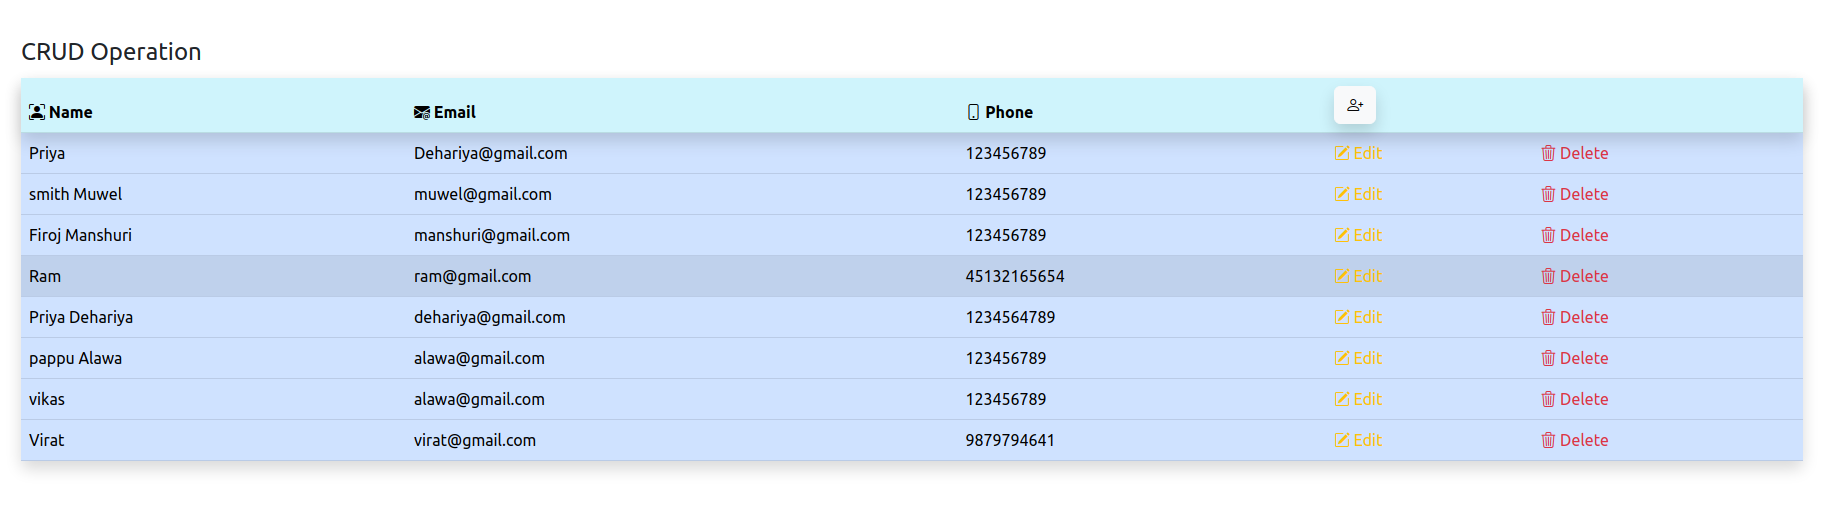 CRUD Operation
Name Email Phone
Priya Dehariya@gmail.com 123456789 Edit Delete
smith Muwel muwel@gmail.com 123456789 Edit Delete
Firoj Manshuri manshuri@gmail.com 123456789 Edit Delete
Ram ram@gmail.com 45132165654 Edit Delete
Priya Dehariya dehariya@gmail.com 1234564789 Edit Delete
pappu Alawa alawa@gmail.com 123456789 Edit Delete
vikas alawa@gmail.com 123456789 Edit Delete
Virat virat@gmail.com 9879794641 Edit Delete